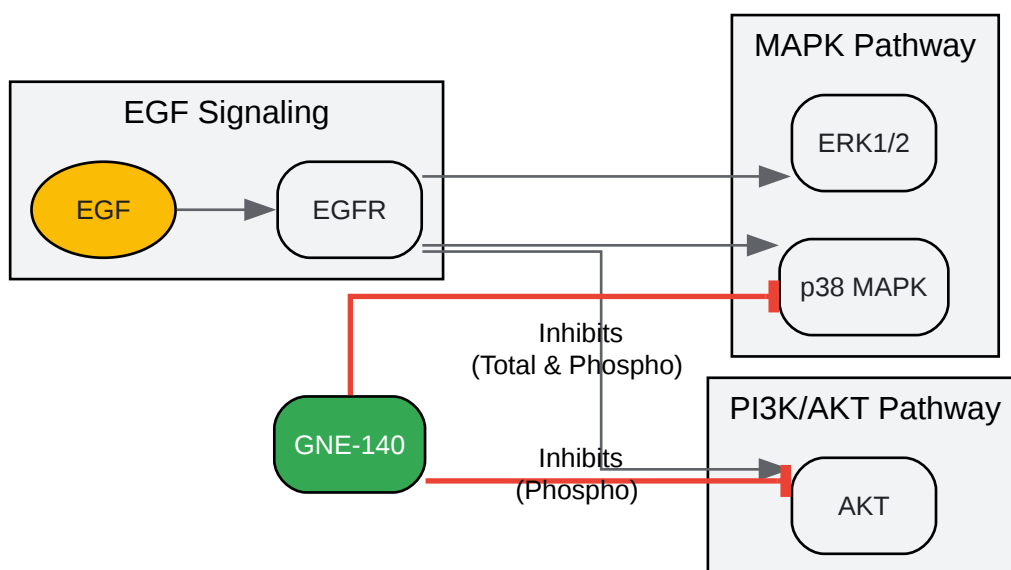 MAPK Pathway
EGF Signaling
ERK1/2
EGF
EGFR
p38 MAPK
Inhibits
(Total & Phospho)
PI3K/AKT Pathway
GNE-140
Inhibits
(Phospho)
AKT